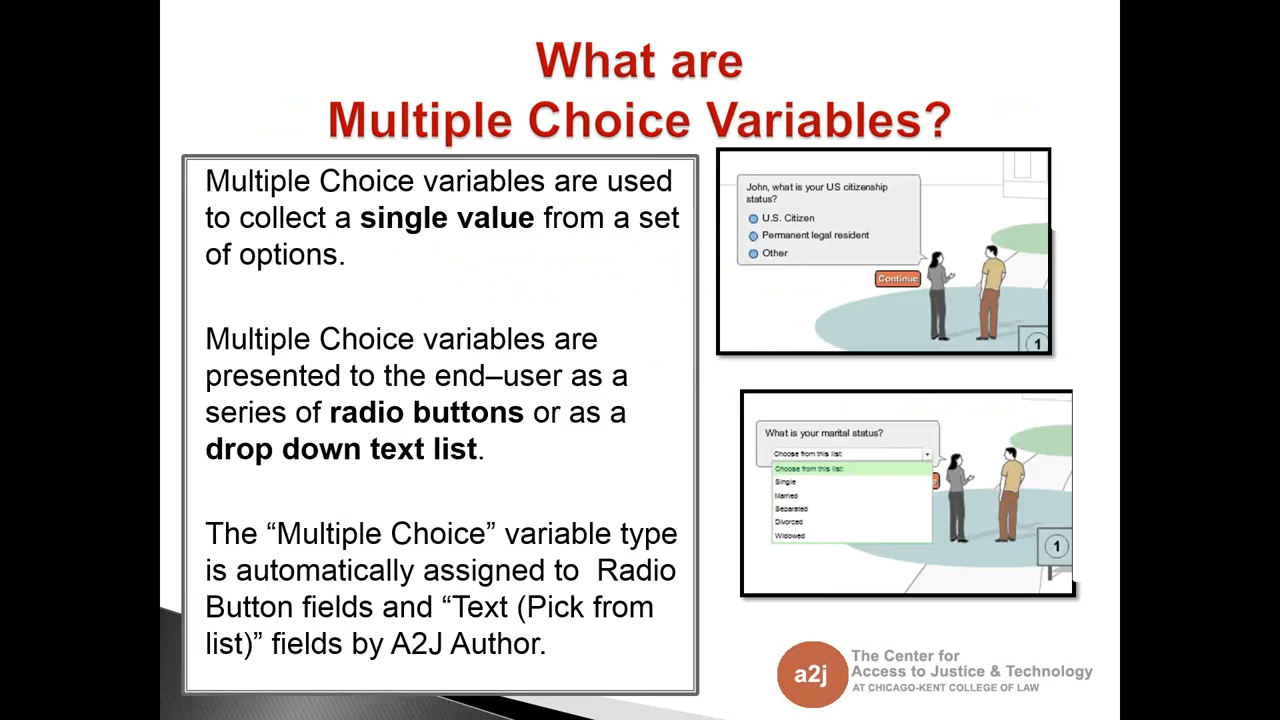 What are
Multiple Choice Variables?
Multiple Choice variables are used
to collect a single value from a set
of options.
Multiple Choice variables are
presented to the end–user as a
series of radio buttons or as a
drop down text list.
The “Multiple Choice” variable type
is automatically assigned to  Radio
Button fields and “Text (Pick from
list)” fields by A2J Author.
John, what is your US citizenship
status?
U.S. Citizen
Permanent legal resident
Other
Continue
1
What is your marital status?
Choose from this list:
Choose from this list:
Single
Married
Separated
Divorced
Widowed
e
1
a2j
The Center for
Access to Justice & Technology
AT CHICAGO-KENT COLLEGE OF LAW